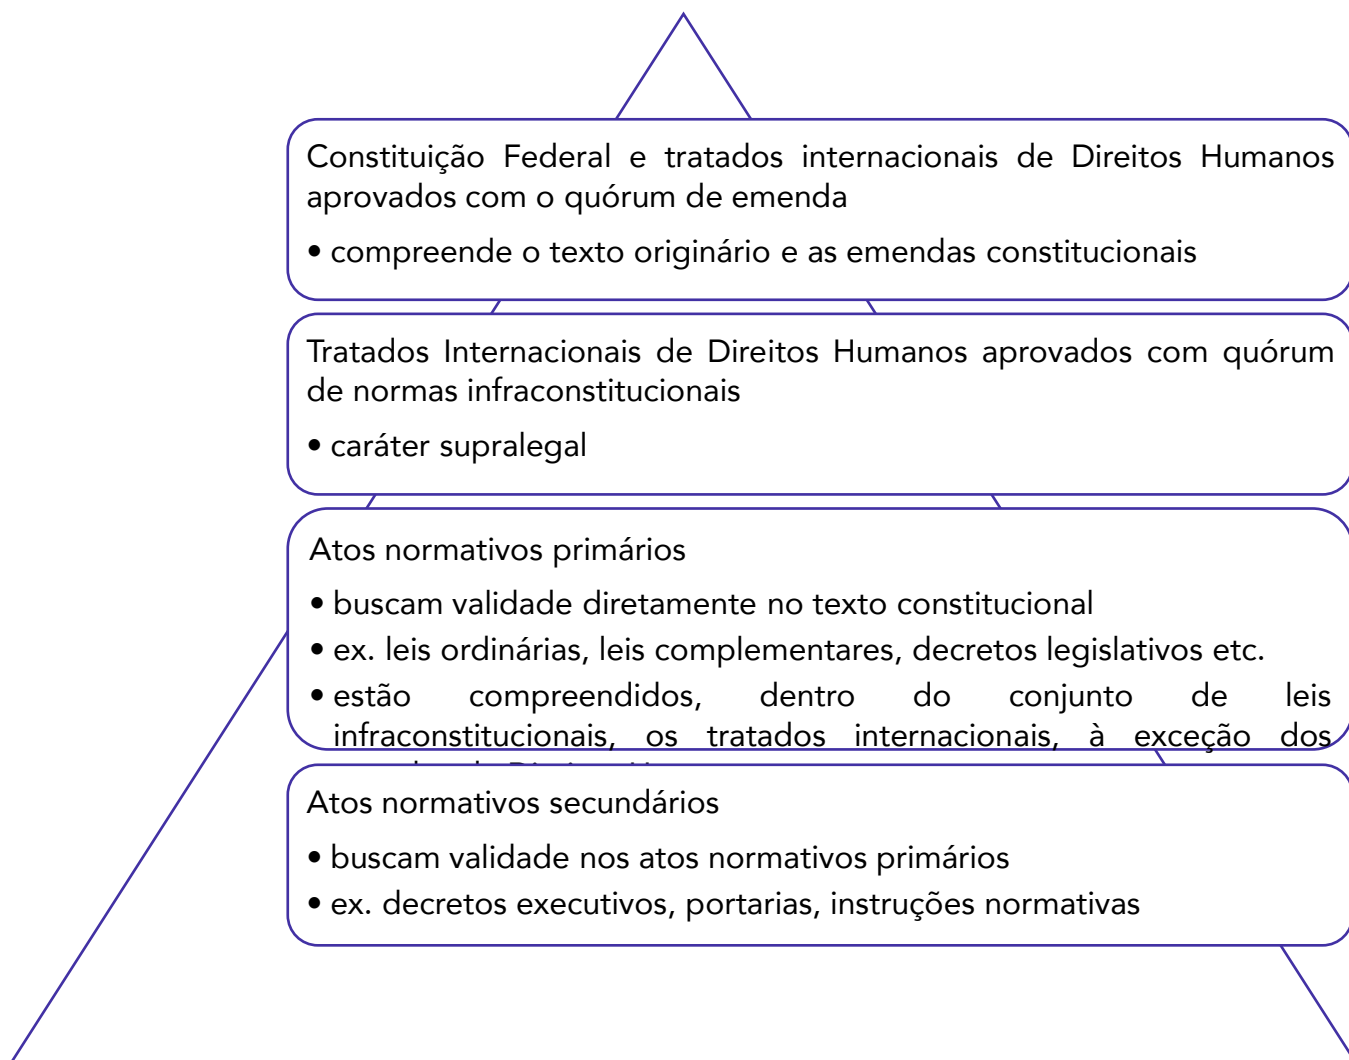 Constituição Federal e tratados internacionais de Direitos Humanos
aprovados com o quórum de emenda
• compreende o texto originário e as emendas constitucionais
Tratados Internacionais de Direitos Humanos aprovados com quórum
de normas infraconstitucionais
• caráter supralegal
Atos normativos primários
• buscam validade diretamente no texto constitucional
• ex. leis ordinárias, leis complementares, decretos legislativos etc.
• estão compreendidos, dentro do conjunto de leis
infraconstitucionais, os tratados internacionais, à exceção dos
Atos normativos secundários
• buscam validade nos atos normativos primários
• ex. decretos executivos, portarias, instruções normativas